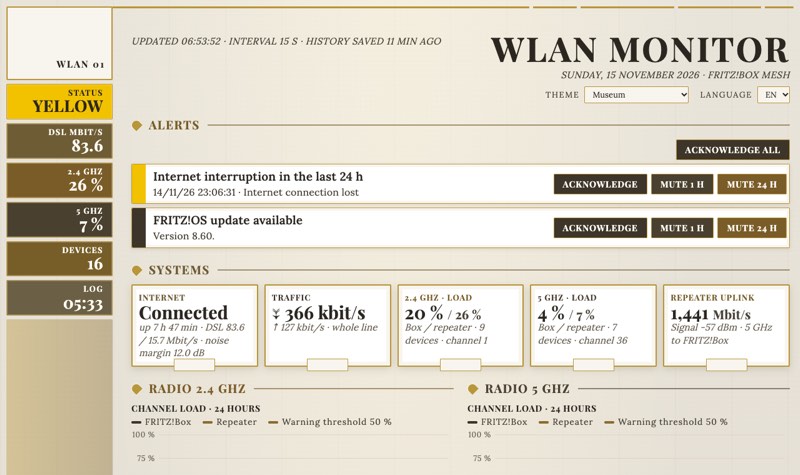 WLAN 01
STATUS
YELLOW
DSL MBIT/S
83.6
2.4 GHZ
26 %
5 GHZ
7 %
DEVICES
16
LOG
05:33
UPDATED 06:53:52 · INTERVAL 15 S · HISTORY SAVED 11 MIN AGO
WLAN MONITOR
SUNDAY, 15 NOVEMBER 2026 · FRITZ!BOX MESH
THEME Museum LANGUAGE EN
ALERTS
ACKNOWLEDGE ALL
Internet interruption in the last 24 h
14/11/26 23:06:31 · Internet connection lost
ACKNOWLEDGE MUTE 1 H MUTE 24 H
FRITZ!OS update available
Version 8.60.
ACKNOWLEDGE MUTE 1 H MUTE 24 H
SYSTEMS
INTERNET
Connected
up 7 h 47 min · DSL 83.6
/ 15.7 Mbit/s · noise
margin 12.0 dB
TRAFFIC
↓ 366 kbit/s
↑ 127 kbit/s · whole line
2.4 GHZ · LOAD
20 % / 26 %
Box / repeater · 9
devices · channel 1
5 GHZ · LOAD
4 % / 7 %
Box / repeater · 7
devices · channel 36
REPEATER UPLINK
1,441 Mbit/s
Signal -57 dBm · 5 GHz
to FRITZ!Box
RADIO 2.4 GHZ
CHANNEL LOAD · 24 HOURS
FRITZ!Box Repeater Warning threshold 50 %
100 %
75 %
RADIO 5 GHZ
CHANNEL LOAD · 24 HOURS
FRITZ!Box Repeater Warning threshold 50 %
100 %
75 %